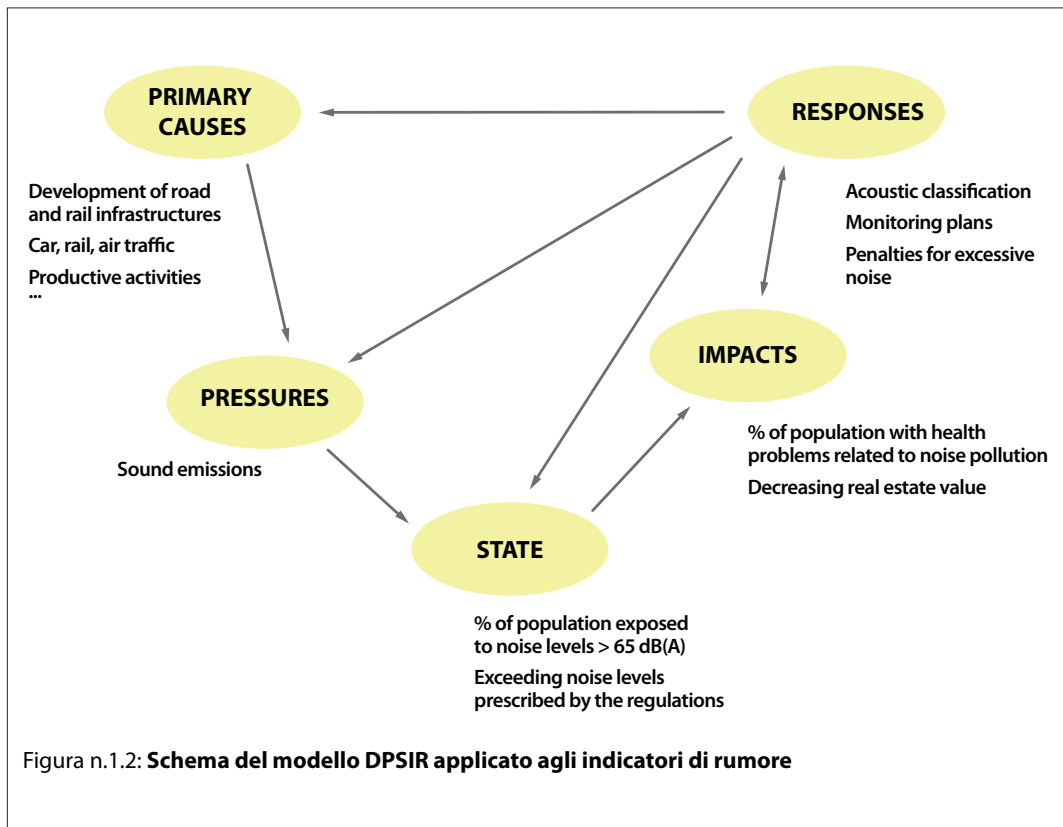 PRIMARY
CAUSES
RESPONSES
Development of road
and rail infrastructures
Car, rail, air traffic
Productive activities
...
Acoustic classification
Monitoring plans
Penalties for excessive
noise
IMPACTS
PRESSURES
Sound emissions
% of population with health
problems related to noise pollution
Decreasing real estate value
STATE
% of population exposed
to noise levels > 65 dB(A)
Exceeding noise levels
prescribed by the regulations
Figura n.1.2: Schema del modello DPSIR applicato agli indicatori di rumore